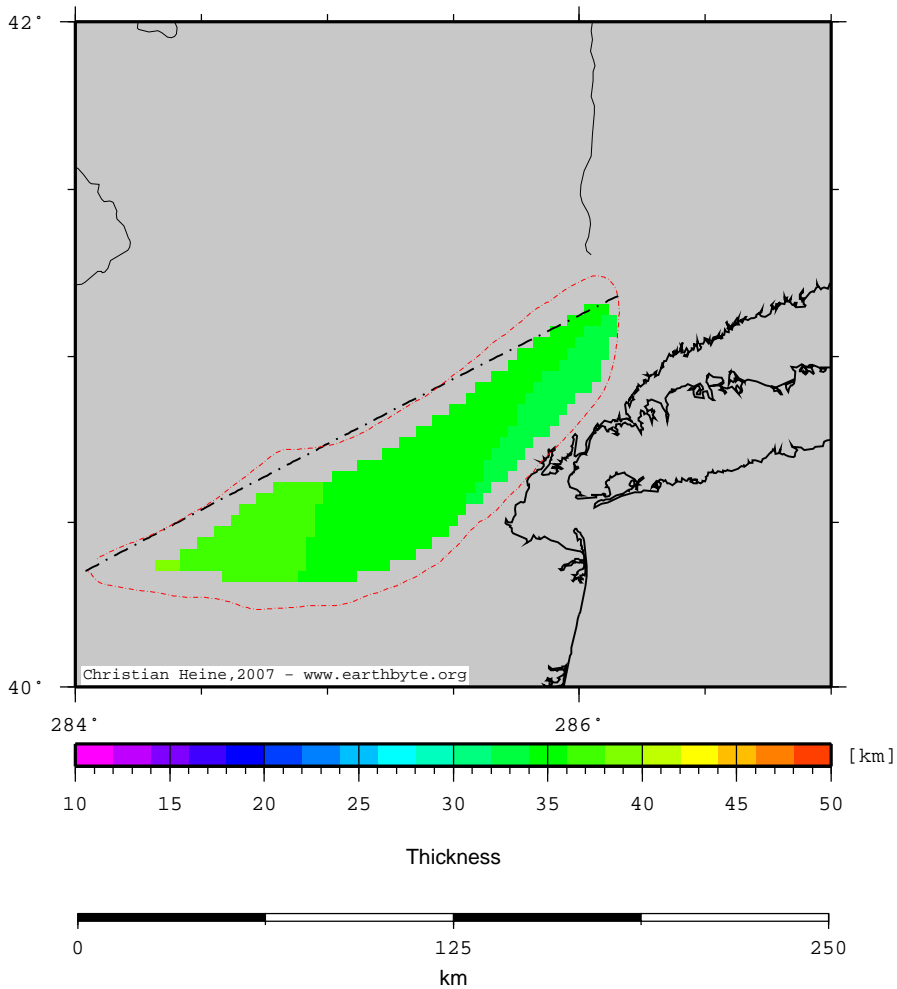 42°
Christian Heine,2007 - www.earthbyte.org
40°
284° 286°
[km]
10 15 20 25 30 35 40 45 50
Thickness
0 125 250
km